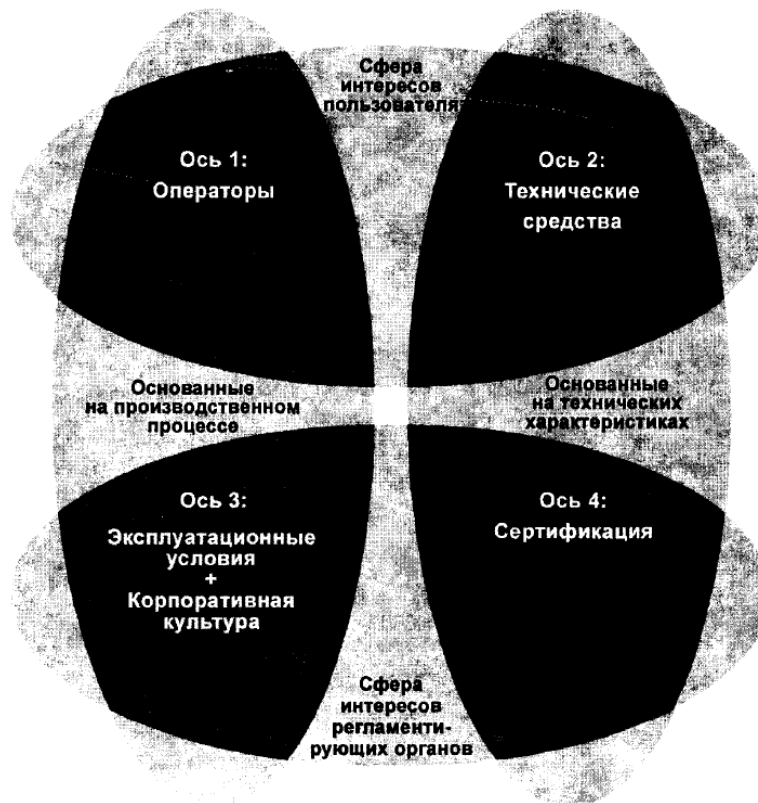 Сфера
интересов
пользователя
Ось 1:
Операторы
Ось 2:
Технические
средства
Основанные
на производственном
процессе
Основанные
на технических
характеристиках
Ось 3:
Эксплуатационные
условия
+
Корпоративная
культура
Ось 4:
Сертификация
Сфера
интересов
регламенти-
рующих органов